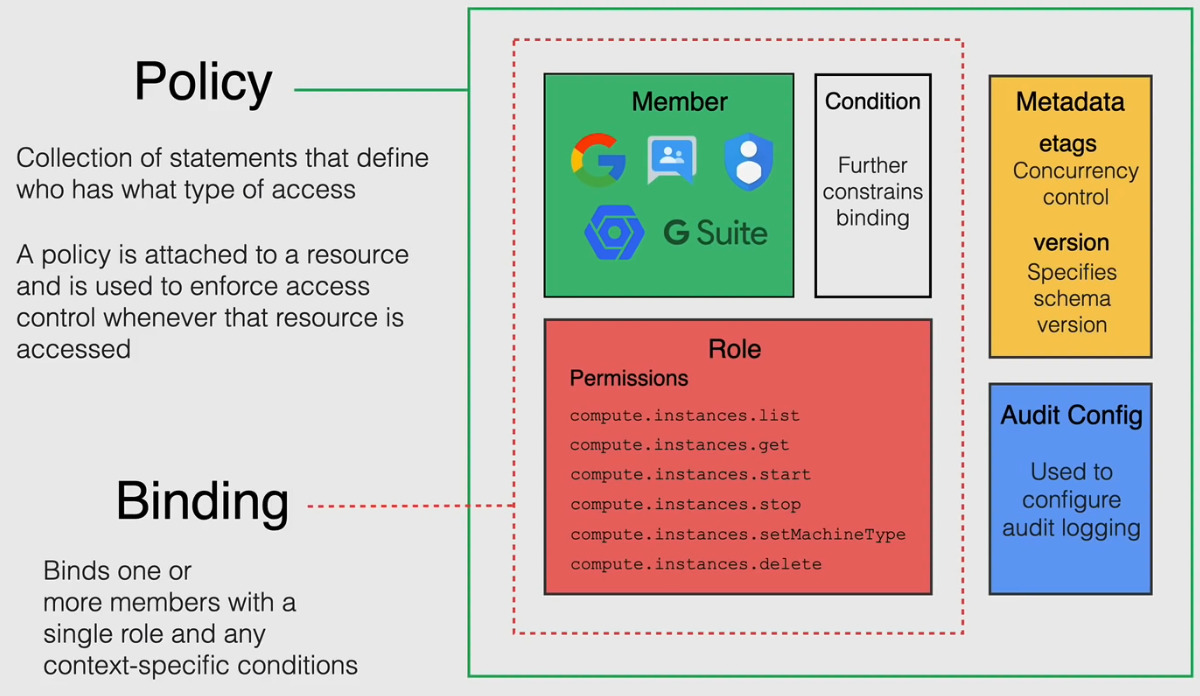 Policy
Collection of statements that define
who has what type of access
A policy is attached to a resource
and is used to enforce access
control whenever that resource is
accessed
Binding
Binds one or
more members with a
single role and any
context-specific conditions
Member
G Suite
Condition
Further
constrains
binding
Role
Permissions
compute.instances.list
compute.instances.get
compute.instances.start
compute.instances.stop
compute.instances.setMachineType
compute.instances.delete
Metadata
etags
Concurrency
control
version
Specifies
schema
version
Audit Config
Used to
configure
audit logging